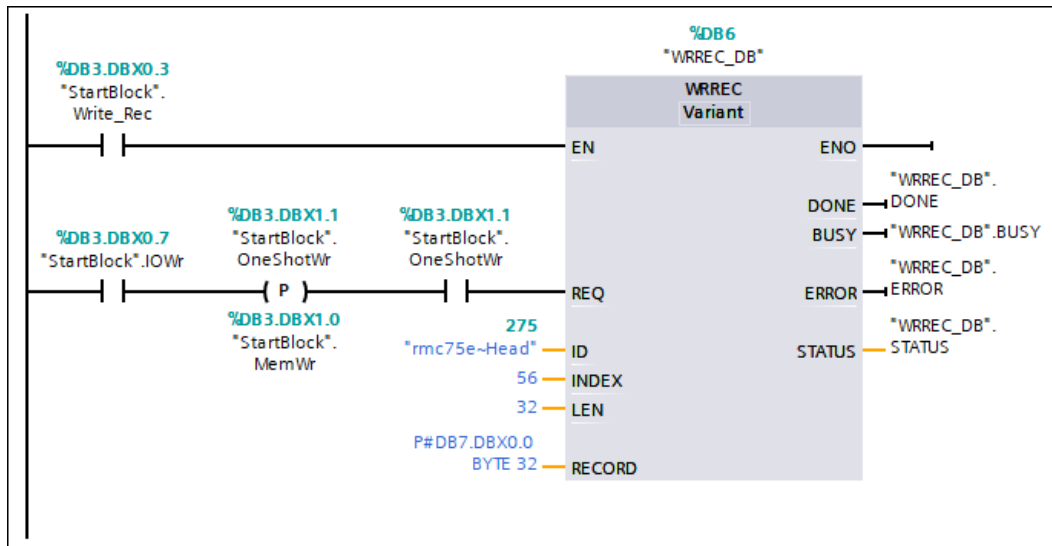 %DB6
"WRREC_DB"
%DB3.DBX0.3
"StartBlock".
Write_Rec
WRREC
Variant
EN
ENO
"WRREC_DB".
DONE
DONE
BUSY
"WRREC_DB".BUSY
%DB3.DBX0.7
"StartBlock".IOWr
%DB3.DBX1.1
"StartBlock".
OneShotWr
P
%DB3.DBX1.0
"StartBlock".
MemWr
%DB3.DBX1.1
"StartBlock".
OneShotWr
REQ
"WRREC_DB".
ERROR
ERROR
275
"rmc75e~Head"
ID
"WRREC_DB".
STATUS
STATUS
56
INDEX
32
LEN
P#DB7.DBX0.0
BYTE 32
RECORD